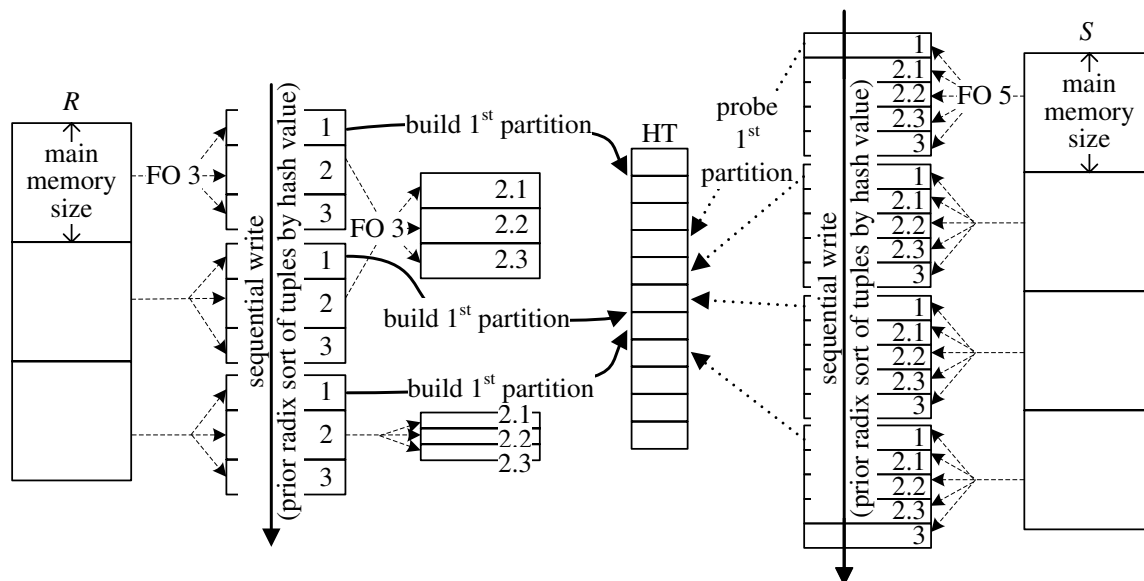 R
main
memory
size
FO 3
sequential write
(prior radix sort of tuples by hash value)
1
2
3
1
2
3
1
2
3
FO 3
2.1
2.2
2.3
2.1
2.2
2.3
build 1st partition
build 1st partition
build 1st partition
HT
probe
1st
partition
sequential write
(prior radix sort of tuples by hash value)
1
2.1
2.2
2.3
3
1
2.1
2.2
2.3
3
1
2.1
2.2
2.3
3
1
2.1
2.2
2.3
3
FO 5
S
main
memory
size